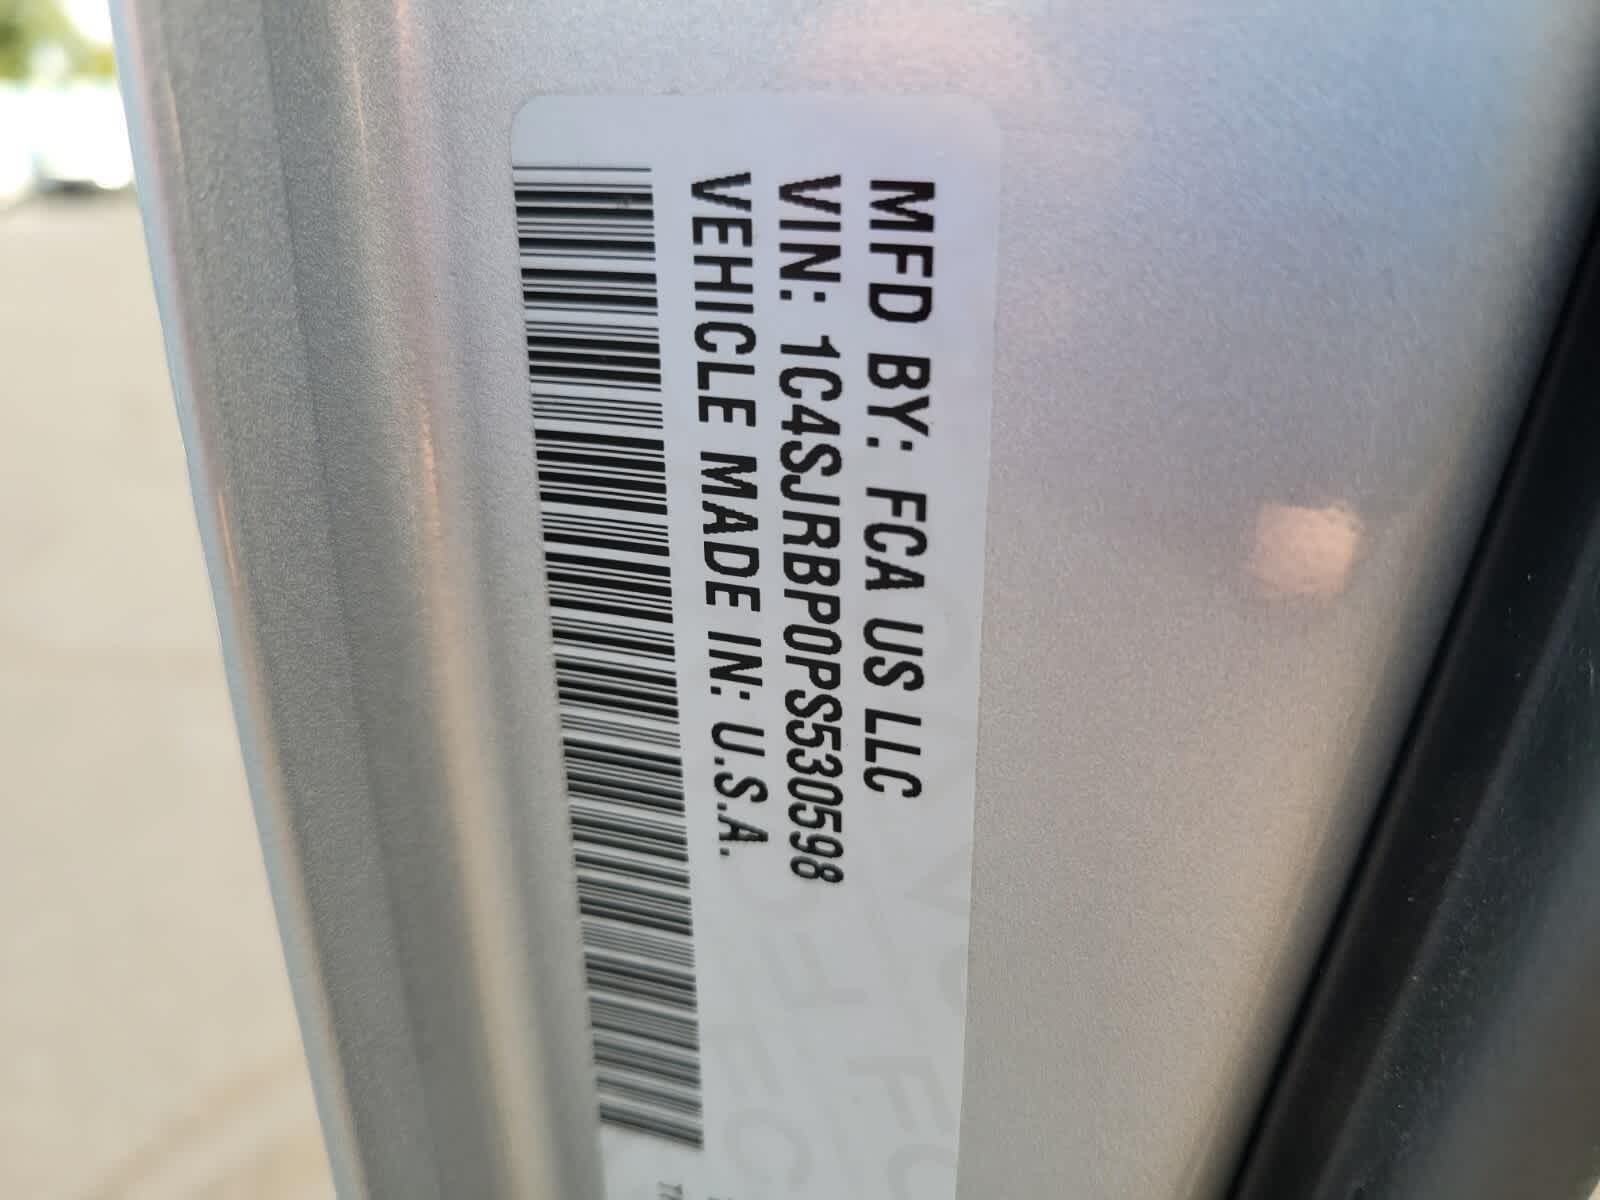 MFD BY: FCA US LLC
VIN: 1C4SJRBP0PS530598
VEHICLE MADE IN: U.S.A.